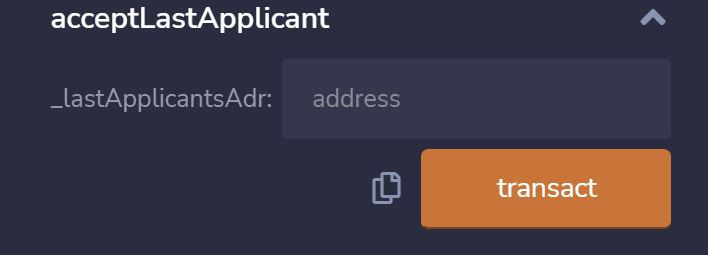 acceptLastApplicant
_lastApplicantsAdr: address
transact